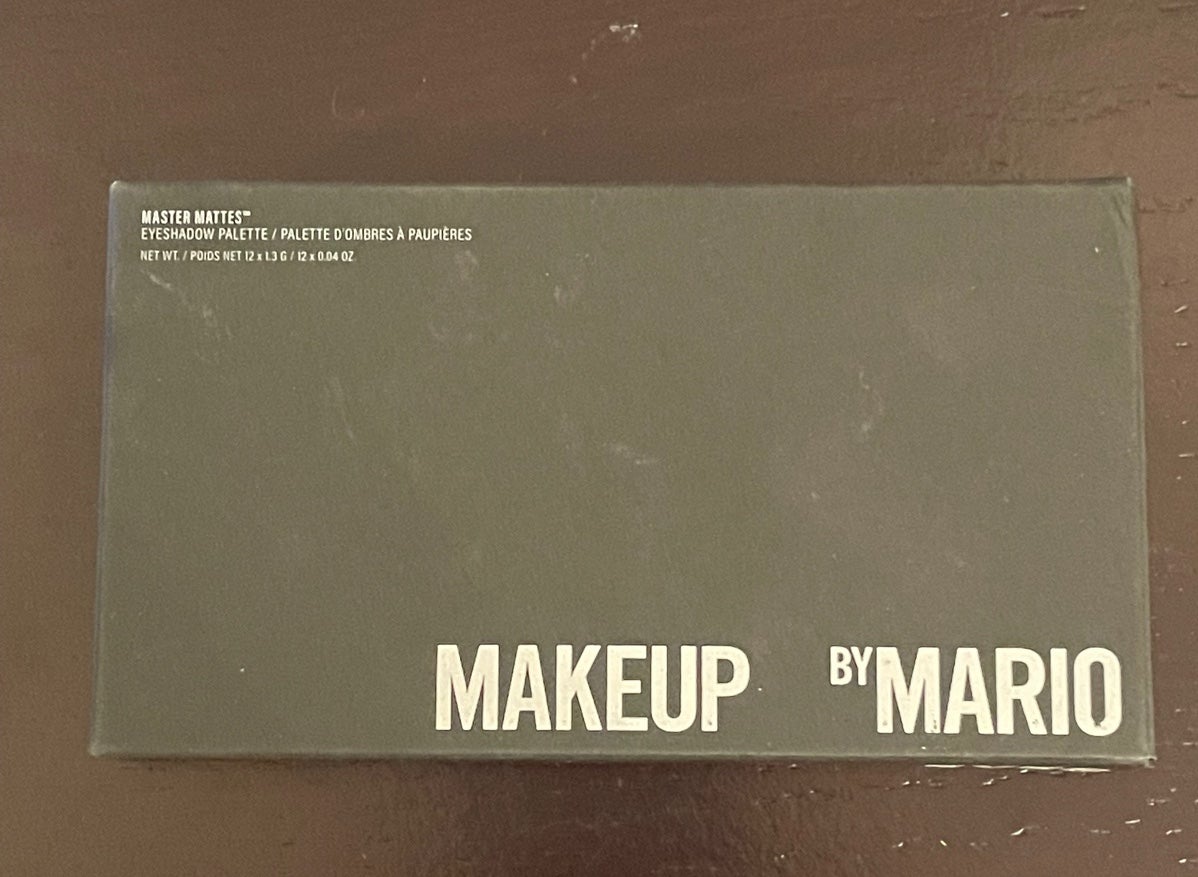 MASTER MATTES™
EYESHADOW PALETTE / PALETTE D'OMBRES À PAUPIÈRES
NET WT. / POIDS NET 12 x 1.3 G / 12 x 0.04 OZ.
MAKEUP BY MARIO